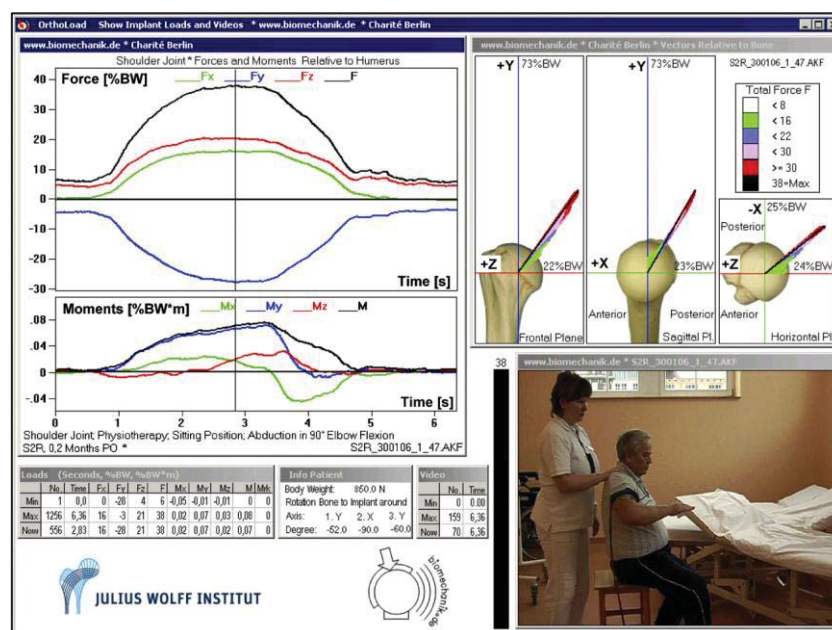 OrthoLoad Show Implant Loads and Videos * Charité Berlin
www.biomechanik.de * Charité Berlin
Shoulder Joint * Forces and Moments Relative to Humerus
Force [%BW] Fx Fy Fz F
40
30
20
10
0
-10
-20
-30
Time [s]
Moments [%BW*m] Mx My Mz M
.08
.04
0
-.04
Time [s]
0 1 2 3 4 5 6
Shoulder Joint; Physiotherapy; Sitting Position; Abduction in 90° Elbow Flexion
S2R, 0,2 Months PO * S2R_300106_1_47.AKF
www.biomechanik.de * Charité Berlin * Vectors Relative to Bone
+Y 73%BW +Y 73%BW S2R_300106_1_47.AKF
Total Force F
< 8
< 16
< 22
< 30
>= 30
38=Max
-X 25%BW
Posterior
+Z 22%BW +X 23%BW +Z 24%BW
Anterior Posterior Anterior
Frontal Plane Sagittal Pl. Horizontal Pl.
www.biomechanik.de * S2R_300106_1_47.AKF
38
Loads (Seconds, %BW, %BW*m)
No. Time Fx Fy Fz F Mx My Mz M Mrk
Min 1 0,0 0 -28 4 6 -0,05 -0,01 -0,01 0 0
Max 1256 6,36 16 -3 21 38 0,02 0,07 0,03 0,08 0
Now 556 2,83 16 -28 21 38 0,02 0,07 0,02 0,07 0
Info Patient
Body Weight: 850.0 N
Rotation Bone to Implant around
Axis: 1. Y 2. X 3. Y
Degree: -52.0 -90.0 -60.0
Video
No. Time
Min 0 0.00
Max 159 6,36
Now 70 6,36
JULIUS WOLFF INSTITUT
biomechanik.de